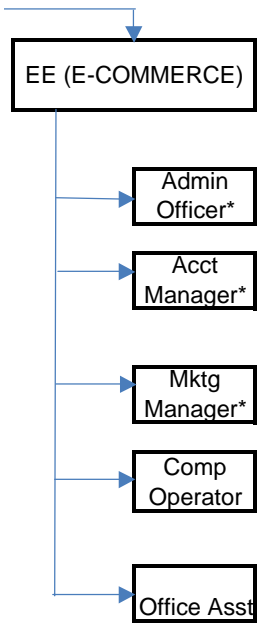 EE (E-COMMERCE)
Admin
Officer*
Acct
Manager*
Mktg
Manager*
Comp
Operator
Office Asst